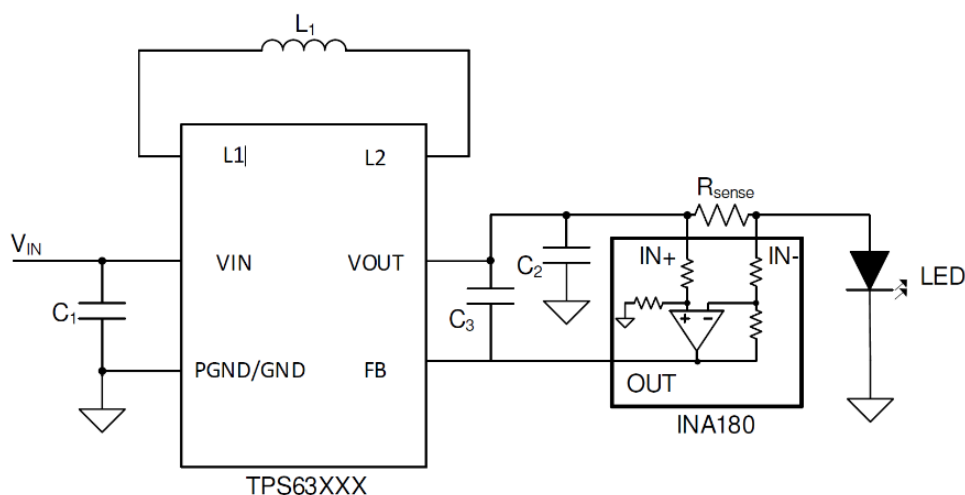 L1
L1
L2
Rsense
VIN
VIN
VOUT
C2
IN+
IN-
LED
C1
C3
PGND/GND
FB
OUT
INA180
TPS63XXX